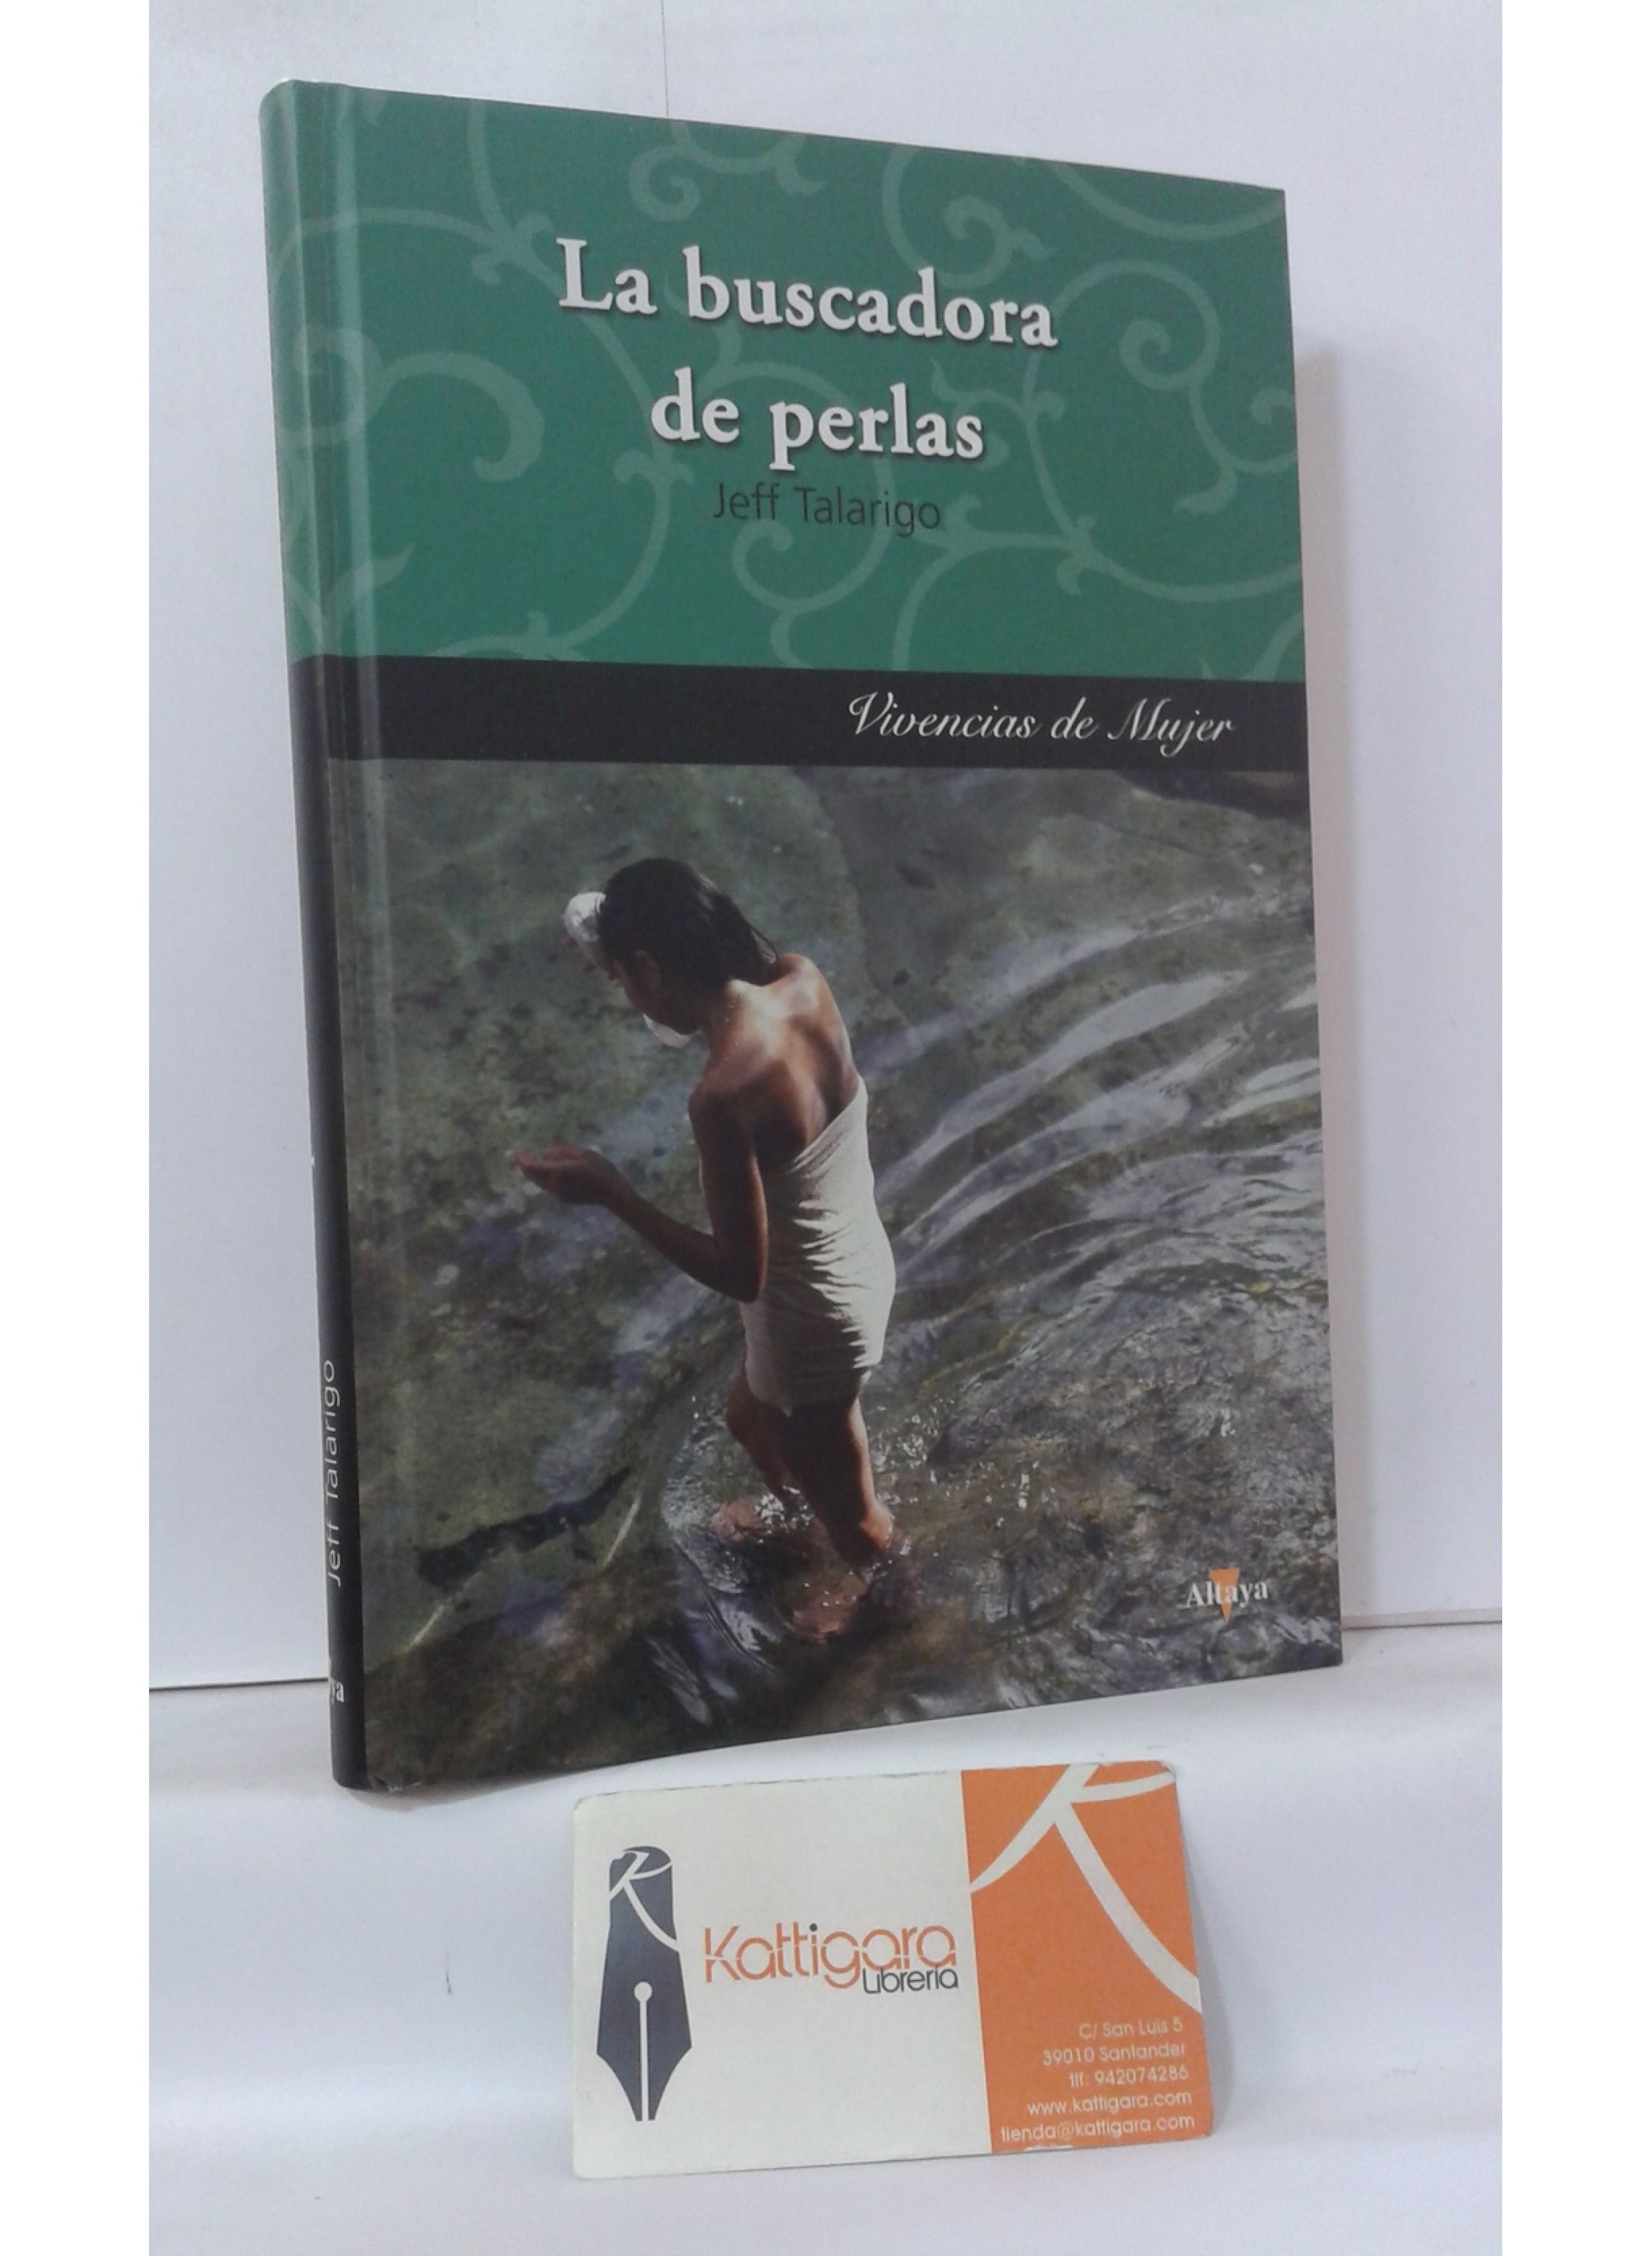 La buscadora
de perlas
Jeff Talarigo
Vivencias de Mujer
Altaya
Jeff Talarigo
Kattigara
Librería
C/ San Luis 5
39010 Santander
tlf: 942074286
www.kattigara.com
tienda@kattigara.com